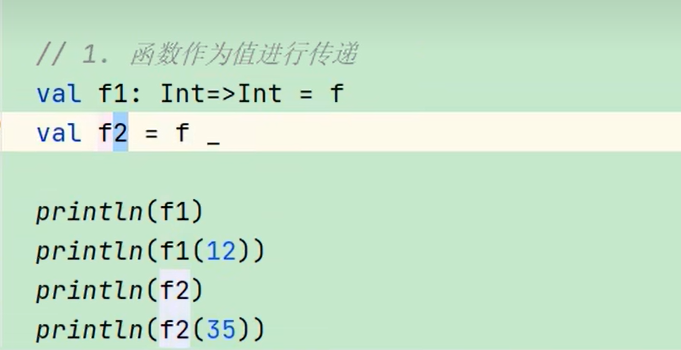 // 1. 函数作为值进行传递
val f1: Int=>Int = f
val f2 = f _
println(f1)
println(f1(12))
println(f2)
println(f2(35))